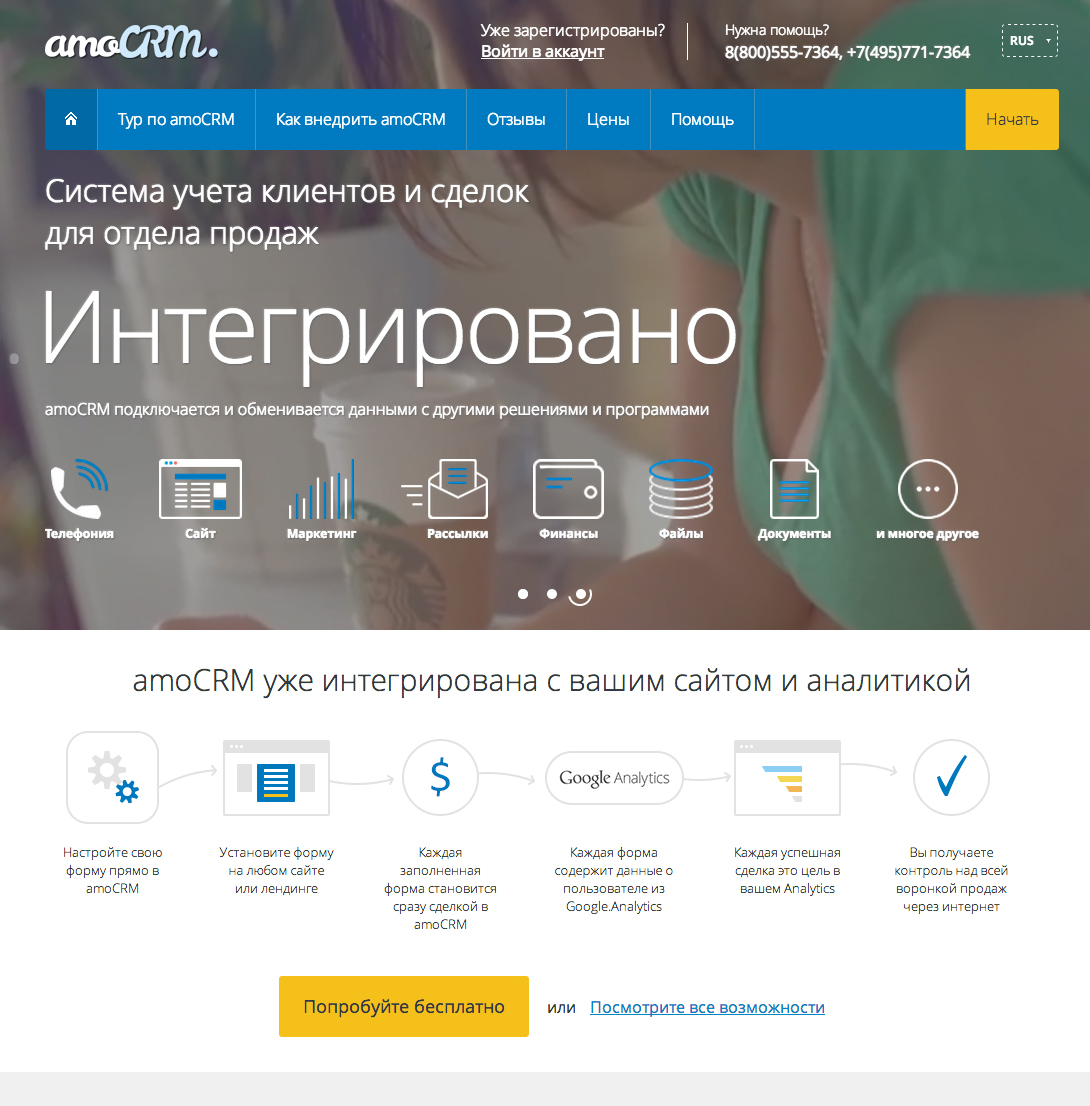 amoCRM.
Уже зарегистрированы?
Войти в аккаунт
Нужна помощь?
8(800)555-7364, +7(495)771-7364
RUS
Тур по amoCRM
Как внедрить amoCRM
Отзывы
Цены
Помощь
Начать
Система учета клиентов и сделок
для отдела продаж
Интегрировано
amoCRM подключается и обменивается данными с другими решениями и программами
Телефония
Сайт
Маркетинг
Рассылки
Финансы
Файлы
Документы
и многое другое
amoCRM уже интегрирована с вашим сайтом и аналитикой
$
Google Analytics
Настройте свою
форму прямо в
amoCRM
Установите форму
на любом сайте
или лендинге
Каждая
заполненная
форма становится
сразу сделкой в
amoCRM
Каждая форма
содержит данные о
пользователе из
Google.Analytics
Каждая успешная
сделка это цель в
вашем Analytics
Вы получаете
контроль над всей
воронкой продаж
через интернет
Попробуйте бесплатно
или
Посмотрите все возможности